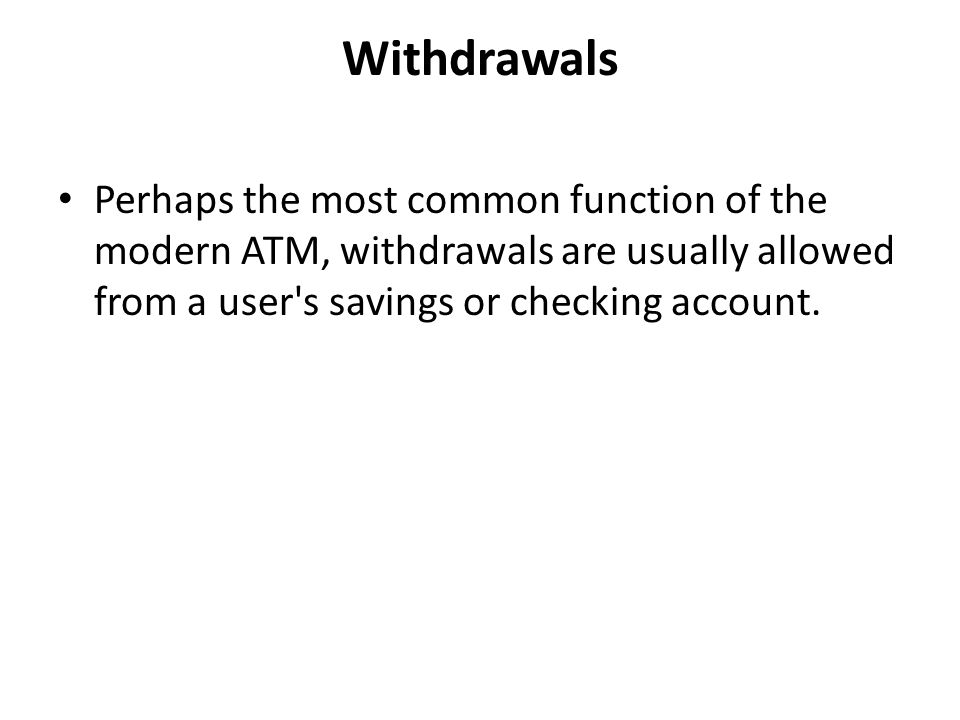 Withdrawals
• Perhaps the most common function of the
modern ATM, withdrawals are usually allowed
from a user's savings or checking account.